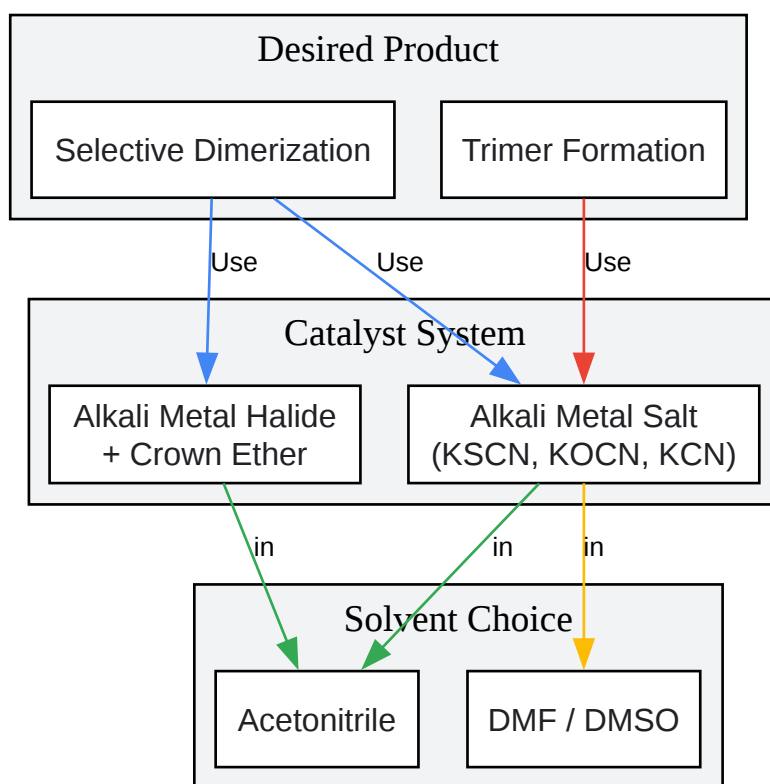 Desired Product
Selective Dimerization
Trimer Formation
Use
Use
Use
Catalyst System
Alkali Metal Halide
+ Crown Ether
Alkali Metal Salt
(KSCN, KOCN, KCN)
in
in
in
Solvent Choice
Acetonitrile
DMF / DMSO